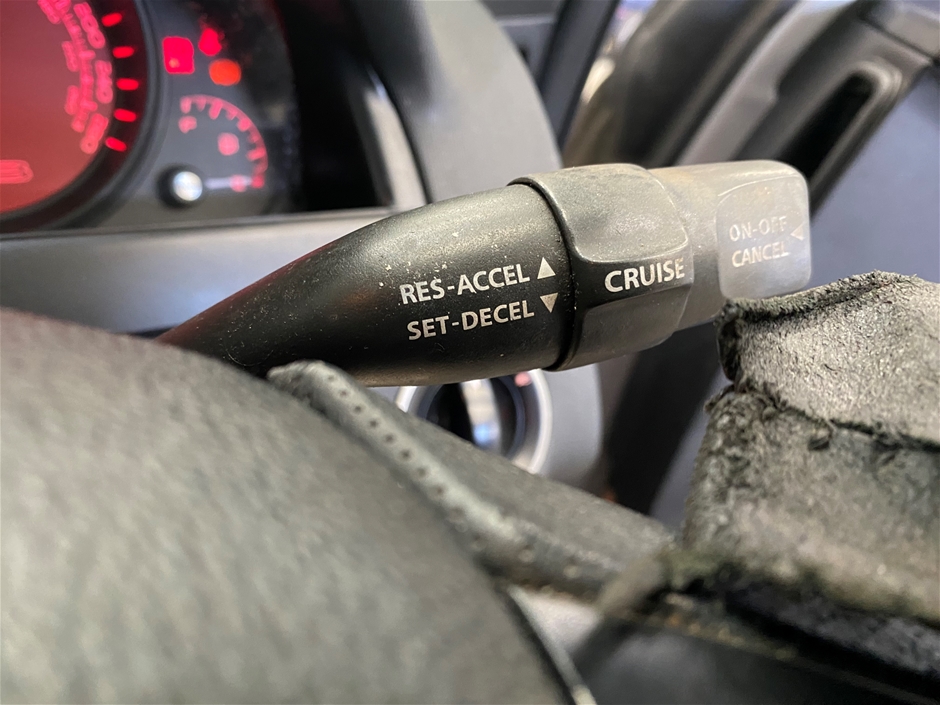 RES-ACCEL ▲
SET-DECEL ▼
CRUISE
ON-OFF
CANCEL ▲